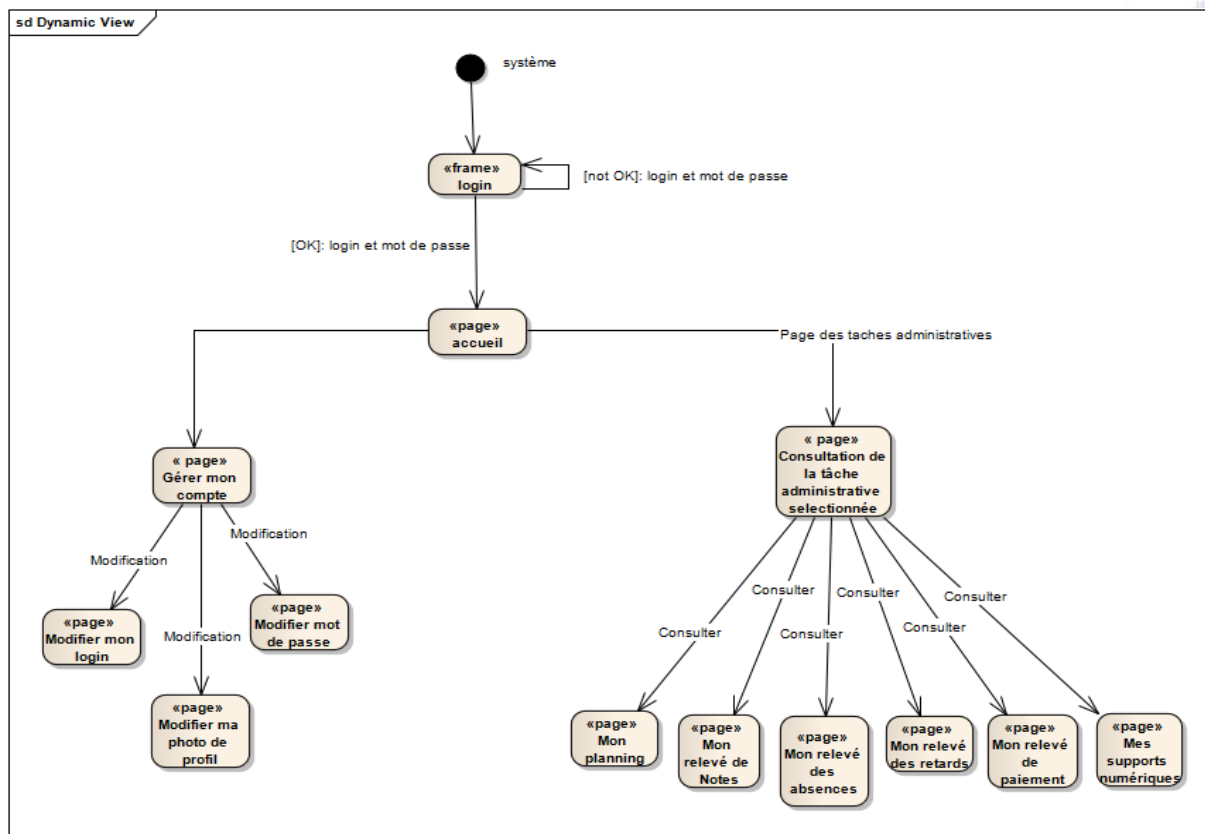 sd Dynamic View
système
«frame»
login
[not OK]: login et mot de passe
[OK]: login et mot de passe
«page»
accueil
Page des taches administratives
« page»
Gérer mon
compte
« page»
Consultation de
la tâche
administrative
selectionnée
Modification
Modification
Modification
«page»
Modifier mon
login
«page»
Modifier mot
de passe
«page»
Modifier ma
photo de
profil
Consulter
Consulter
Consulter
Consulter
Consulter
Consulter
«page»
Mon
planning
«page»
Mon
relevé de
Notes
«page»
Mon relevé
des
absences
«page»
Mon relevé
des retards
«page»
Mon relevé
de
paiement
«page»
Mes
supports
numériques